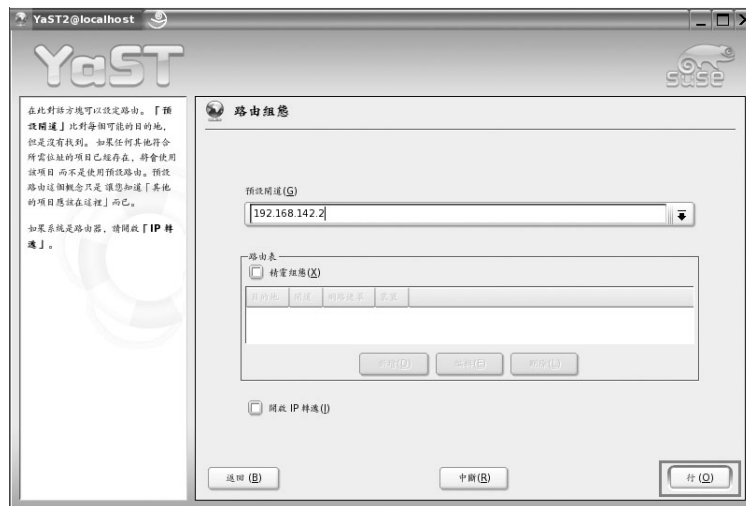 YaST2@localhost
YaST
SUSE
在此對話方塊可以設定路由。「預
設閘道」比對每個可能的目的地,
但是沒有找到。如果任何其他符合
所需位址的項目已經存在, 將會使用
該項目 而不是使用預設路由。預設
路由這個概念只是 讓您知道「其他
的項目應該在這裡」而已。
如果系統是路由器, 請開啟「IP 轉
遞」。
路由組態
預設閘道(G)
192.168.142.2
路由表
精靈組態(X)
目的地 閘道 網路遮罩 裝置
新增(D) 編輯(E) 刪除(L)
開啟 IP 轉遞(I)
返回 (B) 中斷(R) 行 (O)